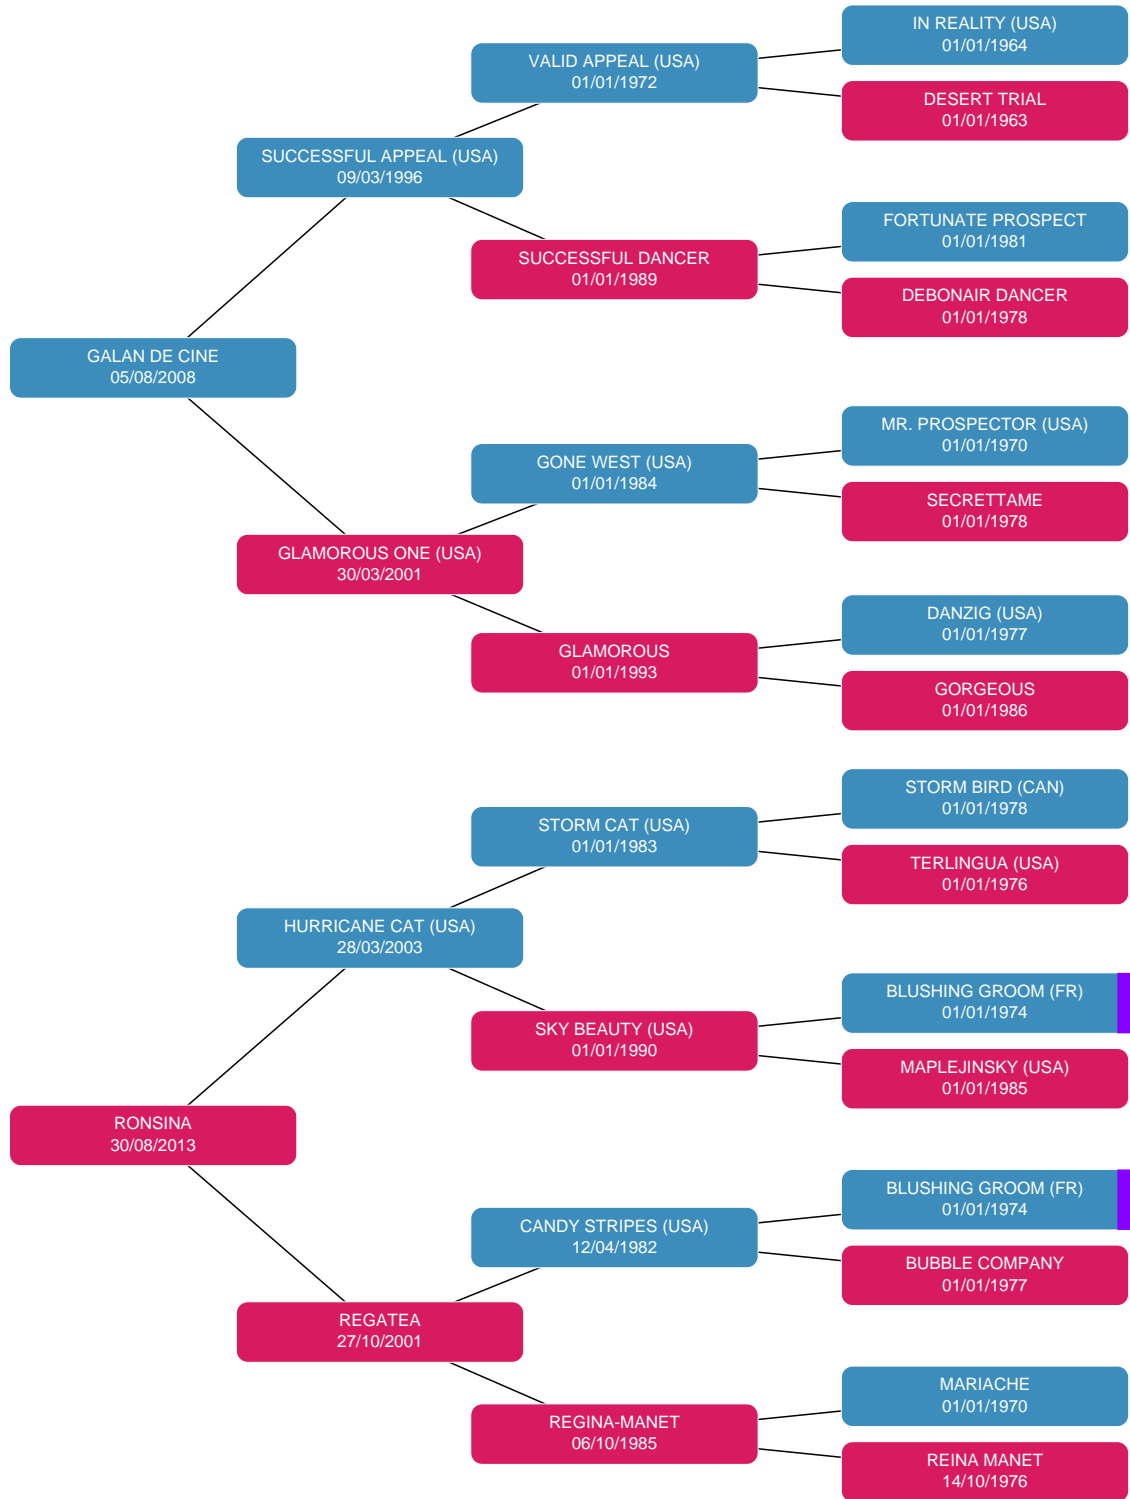 IN REALITY (USA)
01/01/1964
VALID APPEAL (USA)
01/01/1972
DESERT TRIAL
01/01/1963
SUCCESSFUL APPEAL (USA)
09/03/1996
FORTUNATE PROSPECT
01/01/1981
SUCCESSFUL DANCER
01/01/1989
DEBONAIR DANCER
01/01/1978
GALAN DE CINE
05/08/2008
MR. PROSPECTOR (USA)
01/01/1970
GONE WEST (USA)
01/01/1984
SECRETTAME
01/01/1978
GLAMOROUS ONE (USA)
30/03/2001
DANZIG (USA)
01/01/1977
GLAMOROUS
01/01/1993
GORGEOUS
01/01/1986
STORM BIRD (CAN)
01/01/1978
STORM CAT (USA)
01/01/1983
TERLINGUA (USA)
01/01/1976
HURRICANE CAT (USA)
28/03/2003
BLUSHING GROOM (FR)
01/01/1974
SKY BEAUTY (USA)
01/01/1990
MAPLEJINSKY (USA)
01/01/1985
RONSINA
30/08/2013
BLUSHING GROOM (FR)
01/01/1974
CANDY STRIPES (USA)
12/04/1982
BUBBLE COMPANY
01/01/1977
REGATEA
27/10/2001
MARIACHE
01/01/1970
REGINA-MANET
06/10/1985
REINA MANET
14/10/1976